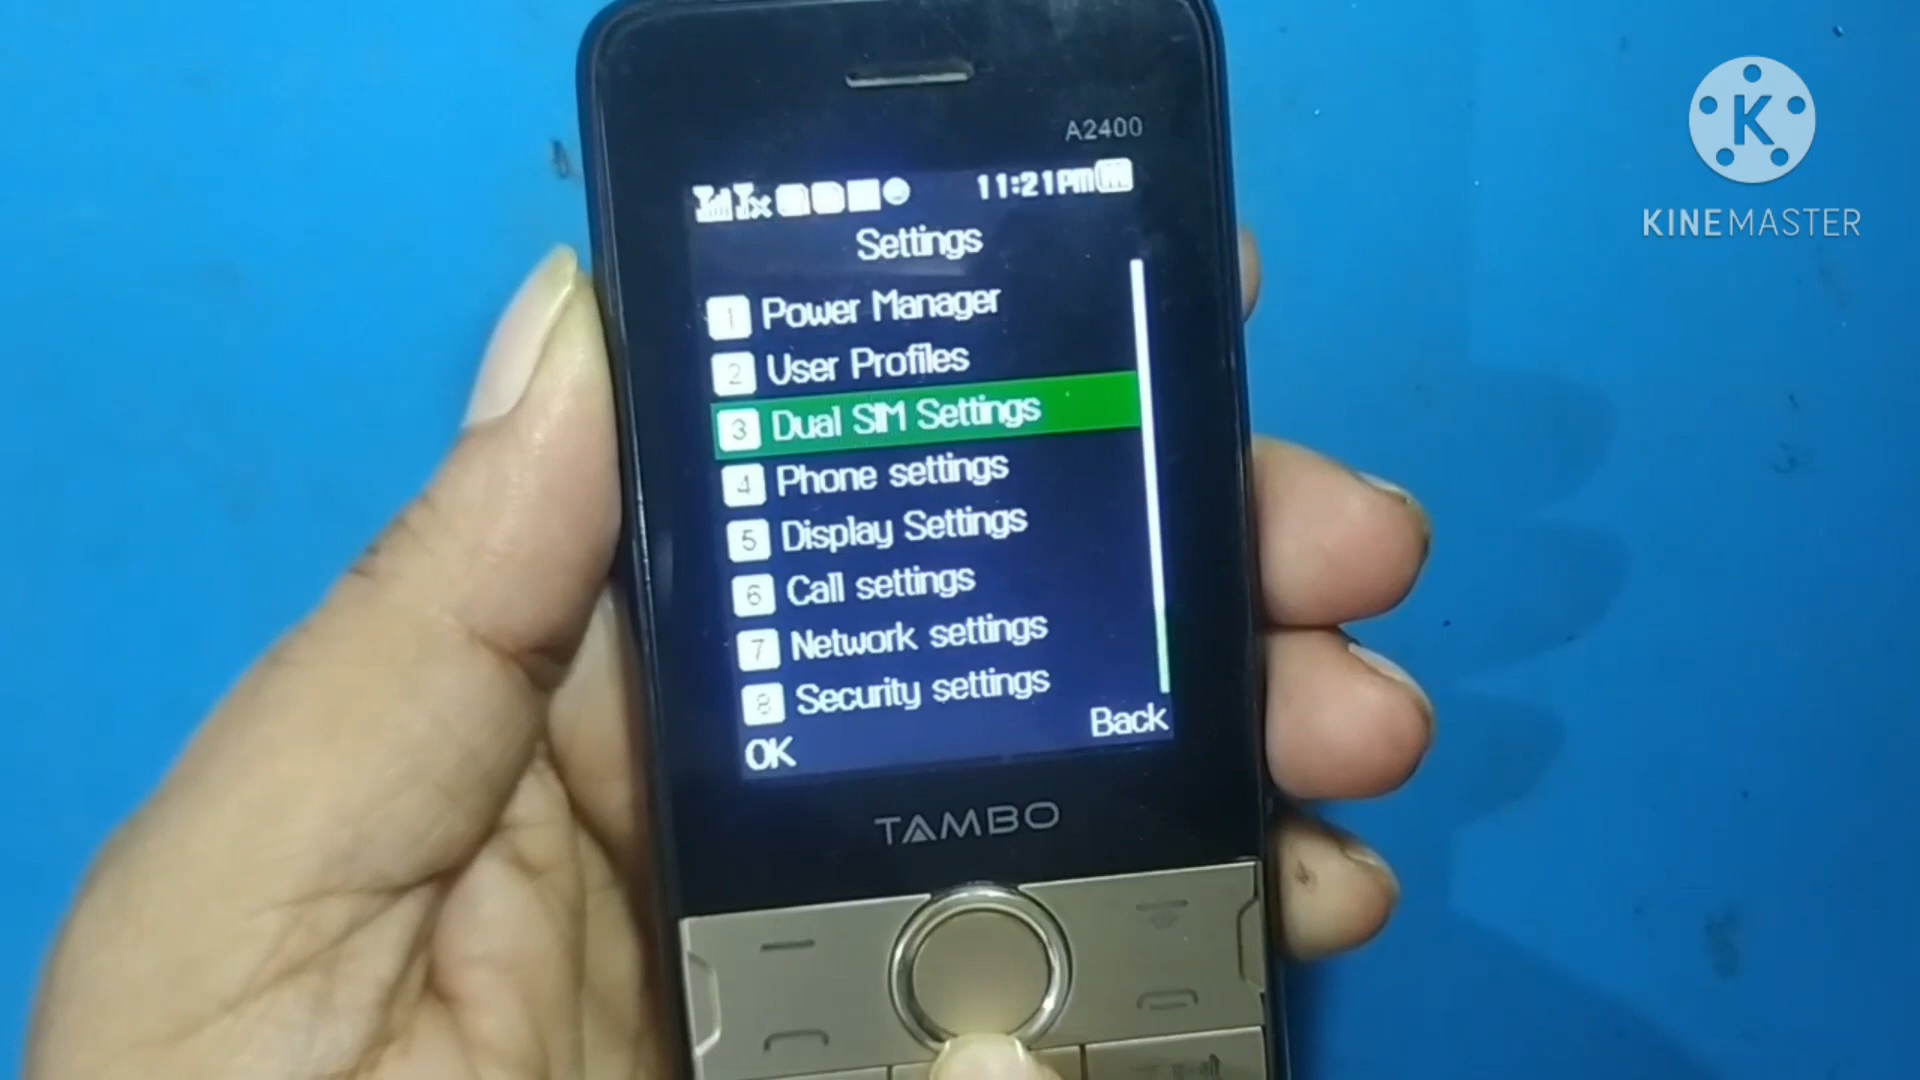 A2400
11:21PM
Settings
1 Power Manager
2 User Profiles
3 Dual SIM Settings
4 Phone settings
5 Display Settings
6 Call settings
7 Network settings
8 Security settings
OK
Back
TAMBO
K
KINEMASTER